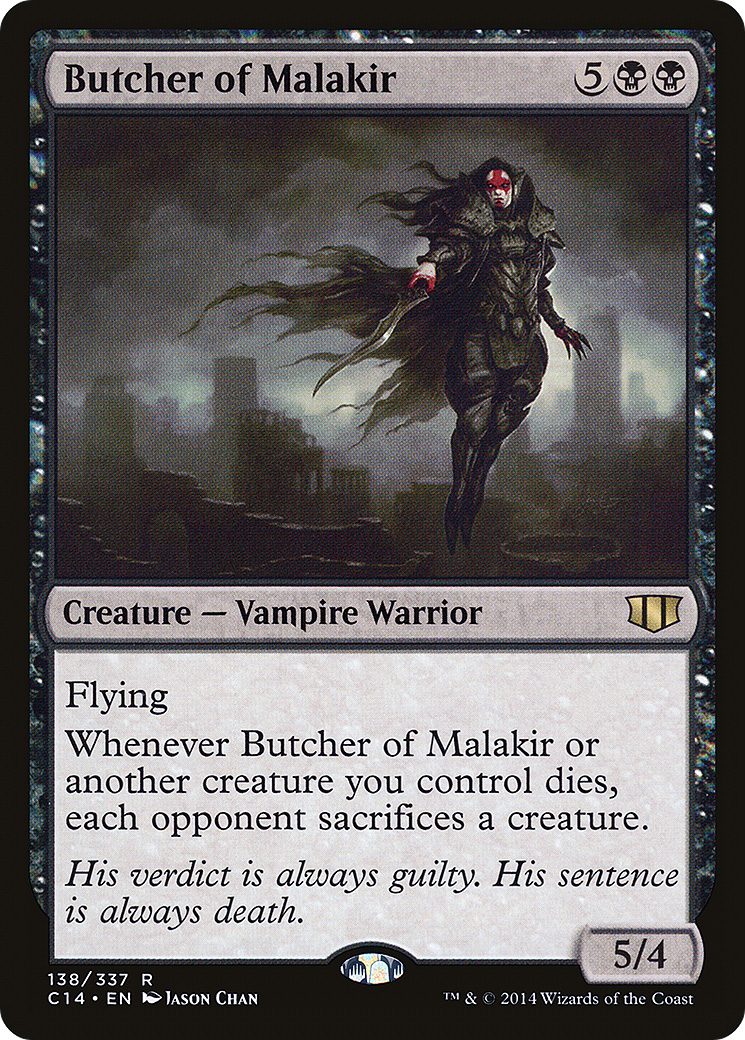 Butcher of Malakir 5
Creature — Vampire Warrior
Flying
Whenever Butcher of Malakir or
another creature you control dies,
each opponent sacrifices a creature.
His verdict is always guilty. His sentence
is always death.
5/4
138/337 R
C14 • EN Jason Chan
™ & © 2014 Wizards of the Coast